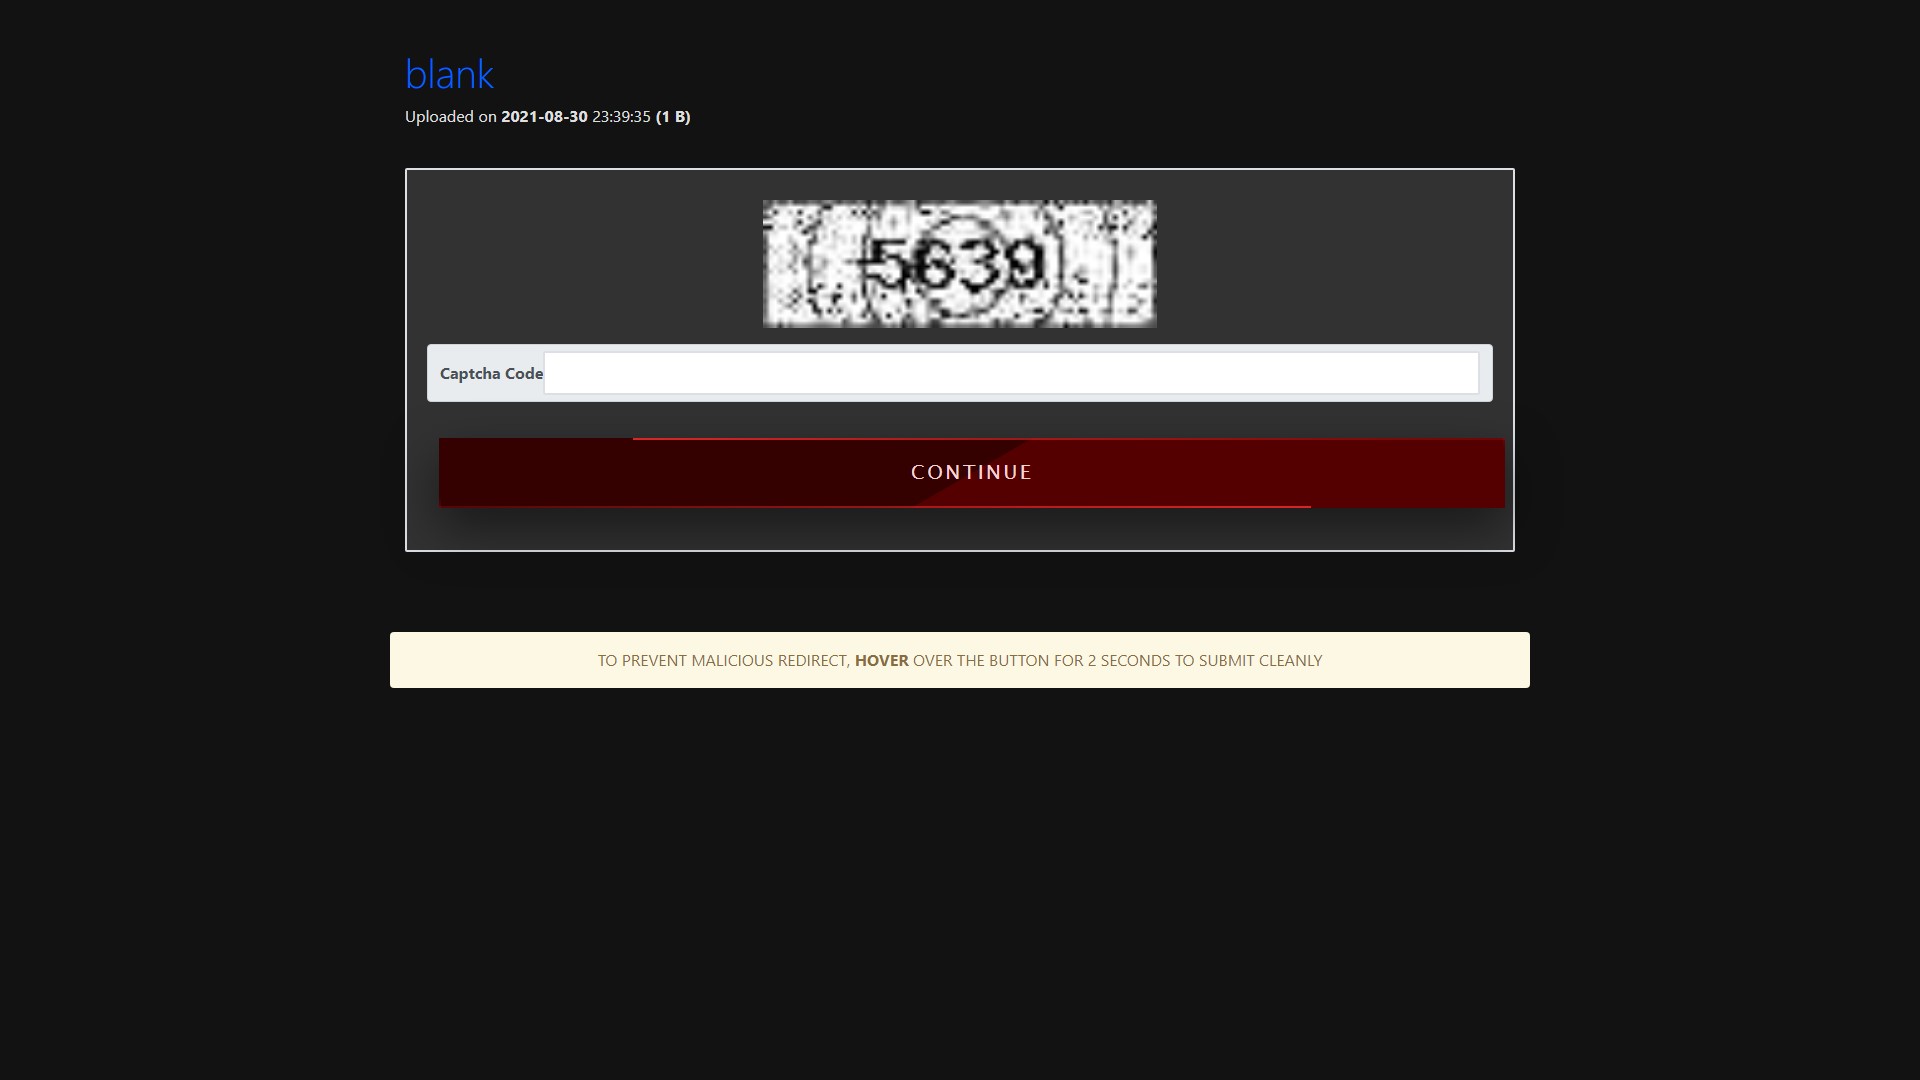 blank
Uploaded on 2021-08-30 23:39:35 (1 B)
5639
Captcha Code
CONTINUE
TO PREVENT MALICIOUS REDIRECT, HOVER OVER THE BUTTON FOR 2 SECONDS TO SUBMIT CLEANLY